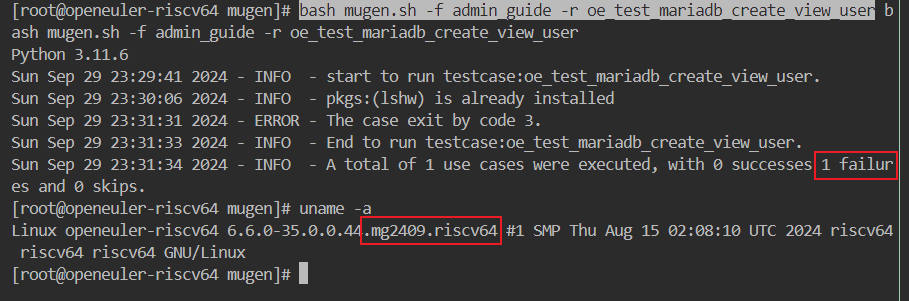 [root@openeuler-riscv64 mugen]# bash mugen.sh -f admin_guide -r oe_test_mariadb_create_view_user b
ash mugen.sh -f admin_guide -r oe_test_mariadb_create_view_user
Python 3.11.6
Sun Sep 29 23:29:41 2024 - INFO  - start to run testcase:oe_test_mariadb_create_view_user.
Sun Sep 29 23:30:06 2024 - INFO  - pkgs:(lshw) is already installed
Sun Sep 29 23:31:31 2024 - ERROR - The case exit by code 3.
Sun Sep 29 23:31:33 2024 - INFO  - End to run testcase:oe_test_mariadb_create_view_user.
Sun Sep 29 23:31:34 2024 - INFO  - A total of 1 use cases were executed, with 0 successes 1 failur
es and 0 skips.
[root@openeuler-riscv64 mugen]# uname -a
Linux openeuler-riscv64 6.6.0-35.0.0.44.mg2409.riscv64 #1 SMP Thu Aug 15 02:08:10 UTC 2024 riscv64
 riscv64 riscv64 GNU/Linux
[root@openeuler-riscv64 mugen]#